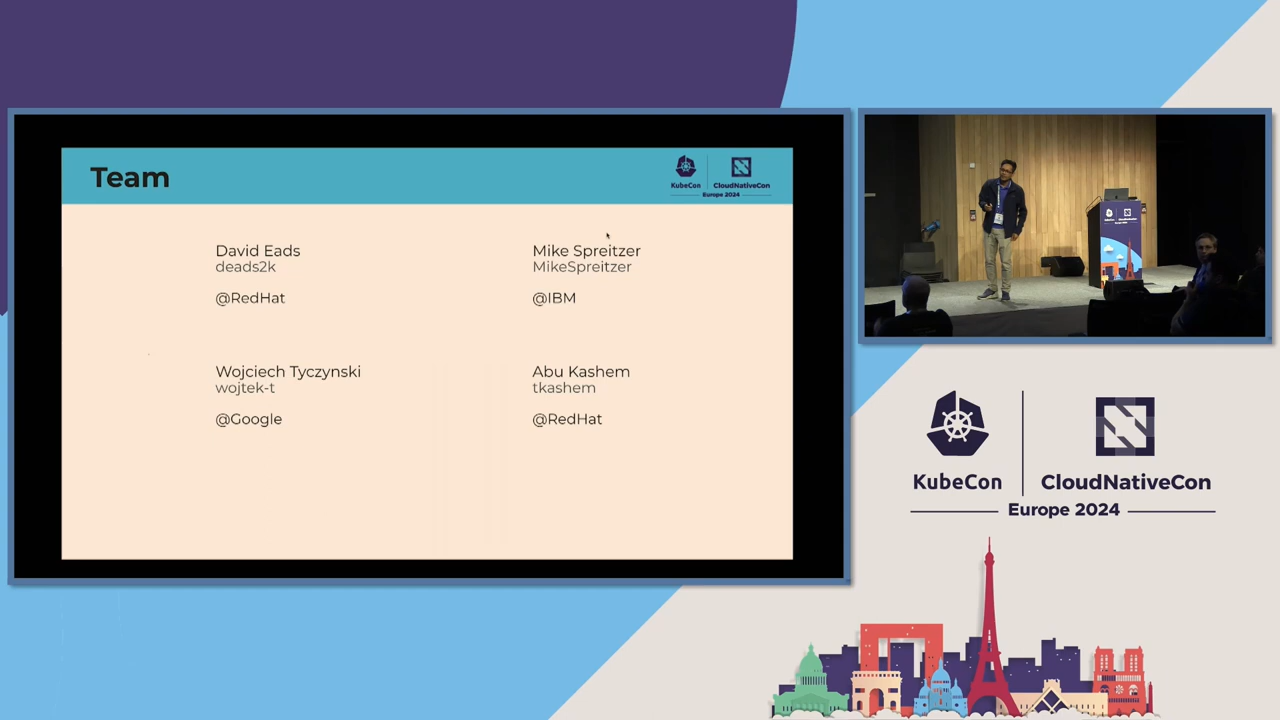 Team
KubeCon
CloudNativeCon
Europe 2024
David Eads
deads2k
@RedHat
Mike Spreitzer
MikeSpreitzer
@IBM
Wojciech Tyczynski
wojtek-t
@Google
Abu Kashem
tkashem
@RedHat
KubeCon
CloudNativeCon
Europe 2024